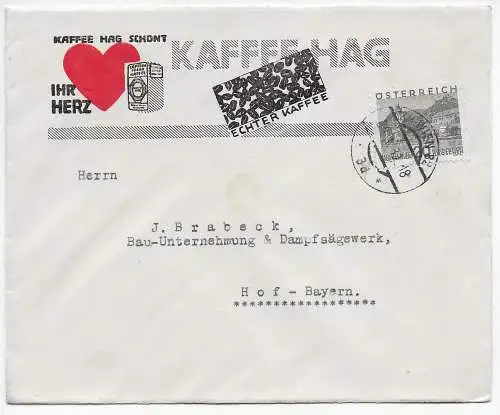 KAFFEE HAG SCHONT
KAFFEE HAG
IHR
HERZ
ECHTER KAFFEE
ÖSTERREICH
Herrn
J. Brabeck,
Bau-Unternehmung & Dampfsägewerk,
Hof - Bayern.
******************